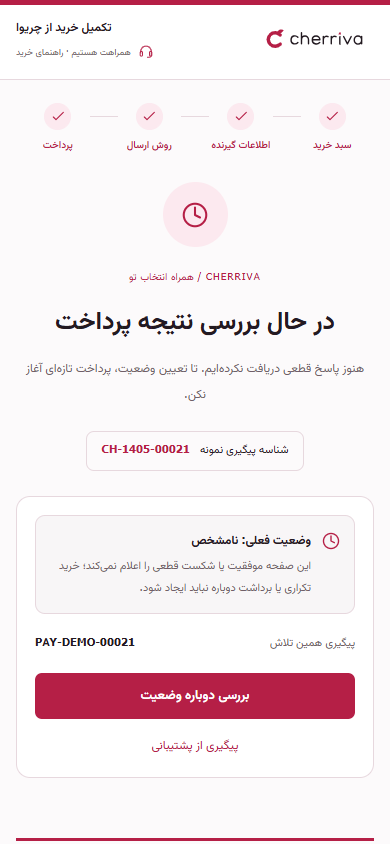 cherriva
تکمیل خرید از چریوا
همراهت هستیم · راهنمای خرید
سبد خرید
اطلاعات گیرنده
روش ارسال
پرداخت
CHERRIVA / همراه انتخاب تو
در حال بررسی نتیجه پرداخت
هنوز پاسخ قطعی دریافت نکرده‌ایم. تا تعیین وضعیت، پرداخت تازه‌ای آغاز
نکن.
شناسه پیگیری نمونه CH-1405-00021
وضعیت فعلی: نامشخص
این صفحه موفقیت یا شکست قطعی را اعلام نمی‌کند؛ خرید
تکراری یا برداشت دوباره نباید ایجاد شود.
پیگیری همین تلاش PAY-DEMO-00021
بررسی دوباره وضعیت
پیگیری از پشتیبانی